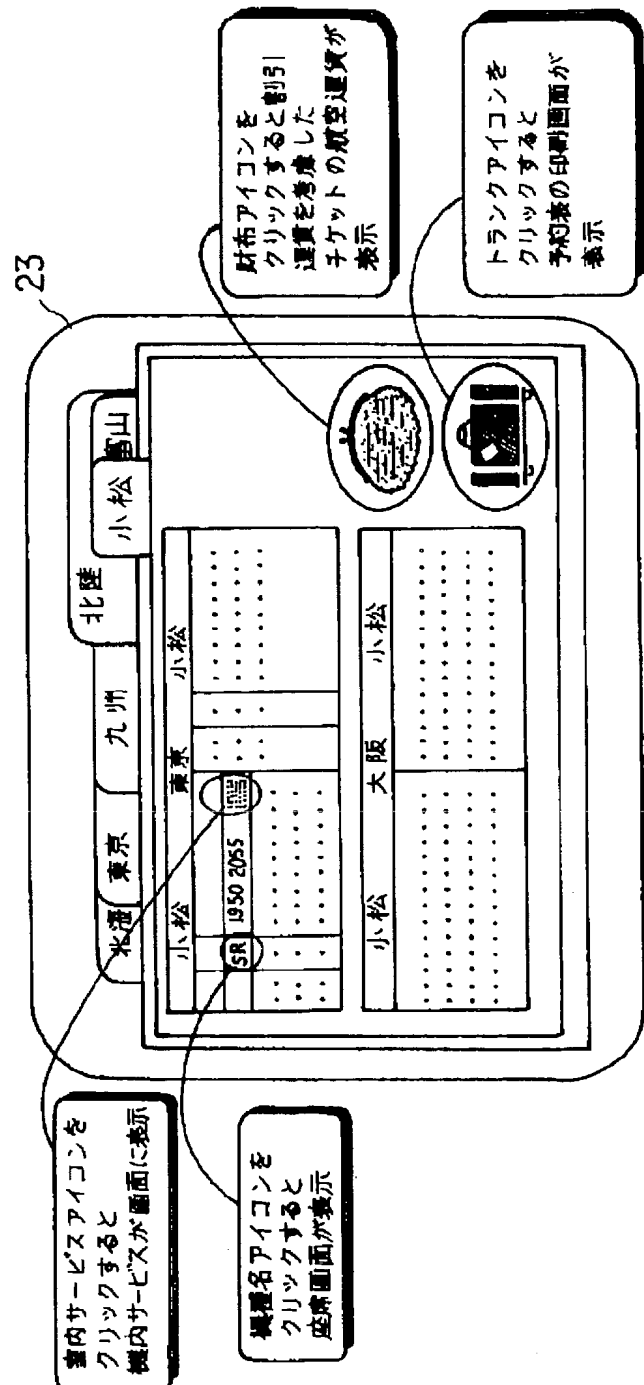 23
北海
東京
九州
北陸
小松
富山
小松 東京 小松
SR 1950 2055
小松 大阪 小松
室内サービスアイコンを
クリックすると
機内サービスが画面に表示
機種名アイコンを
クリックすると
座席画面が表示
財布アイコンを
クリックすると割引
運賃を考慮した
チケットの航空運賃が
表示
トランクアイコンを
クリックすると
予約表の印刷画面が
表示